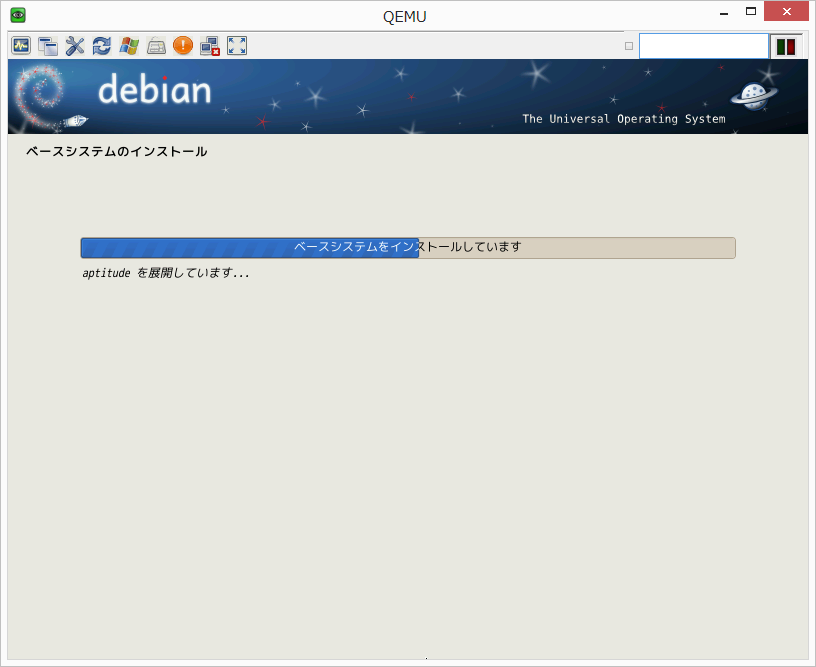 QEMU
debian
The Universal Operating System
ベースシステムのインストール
ベースシステムをインストールしています
aptitude を展開しています...